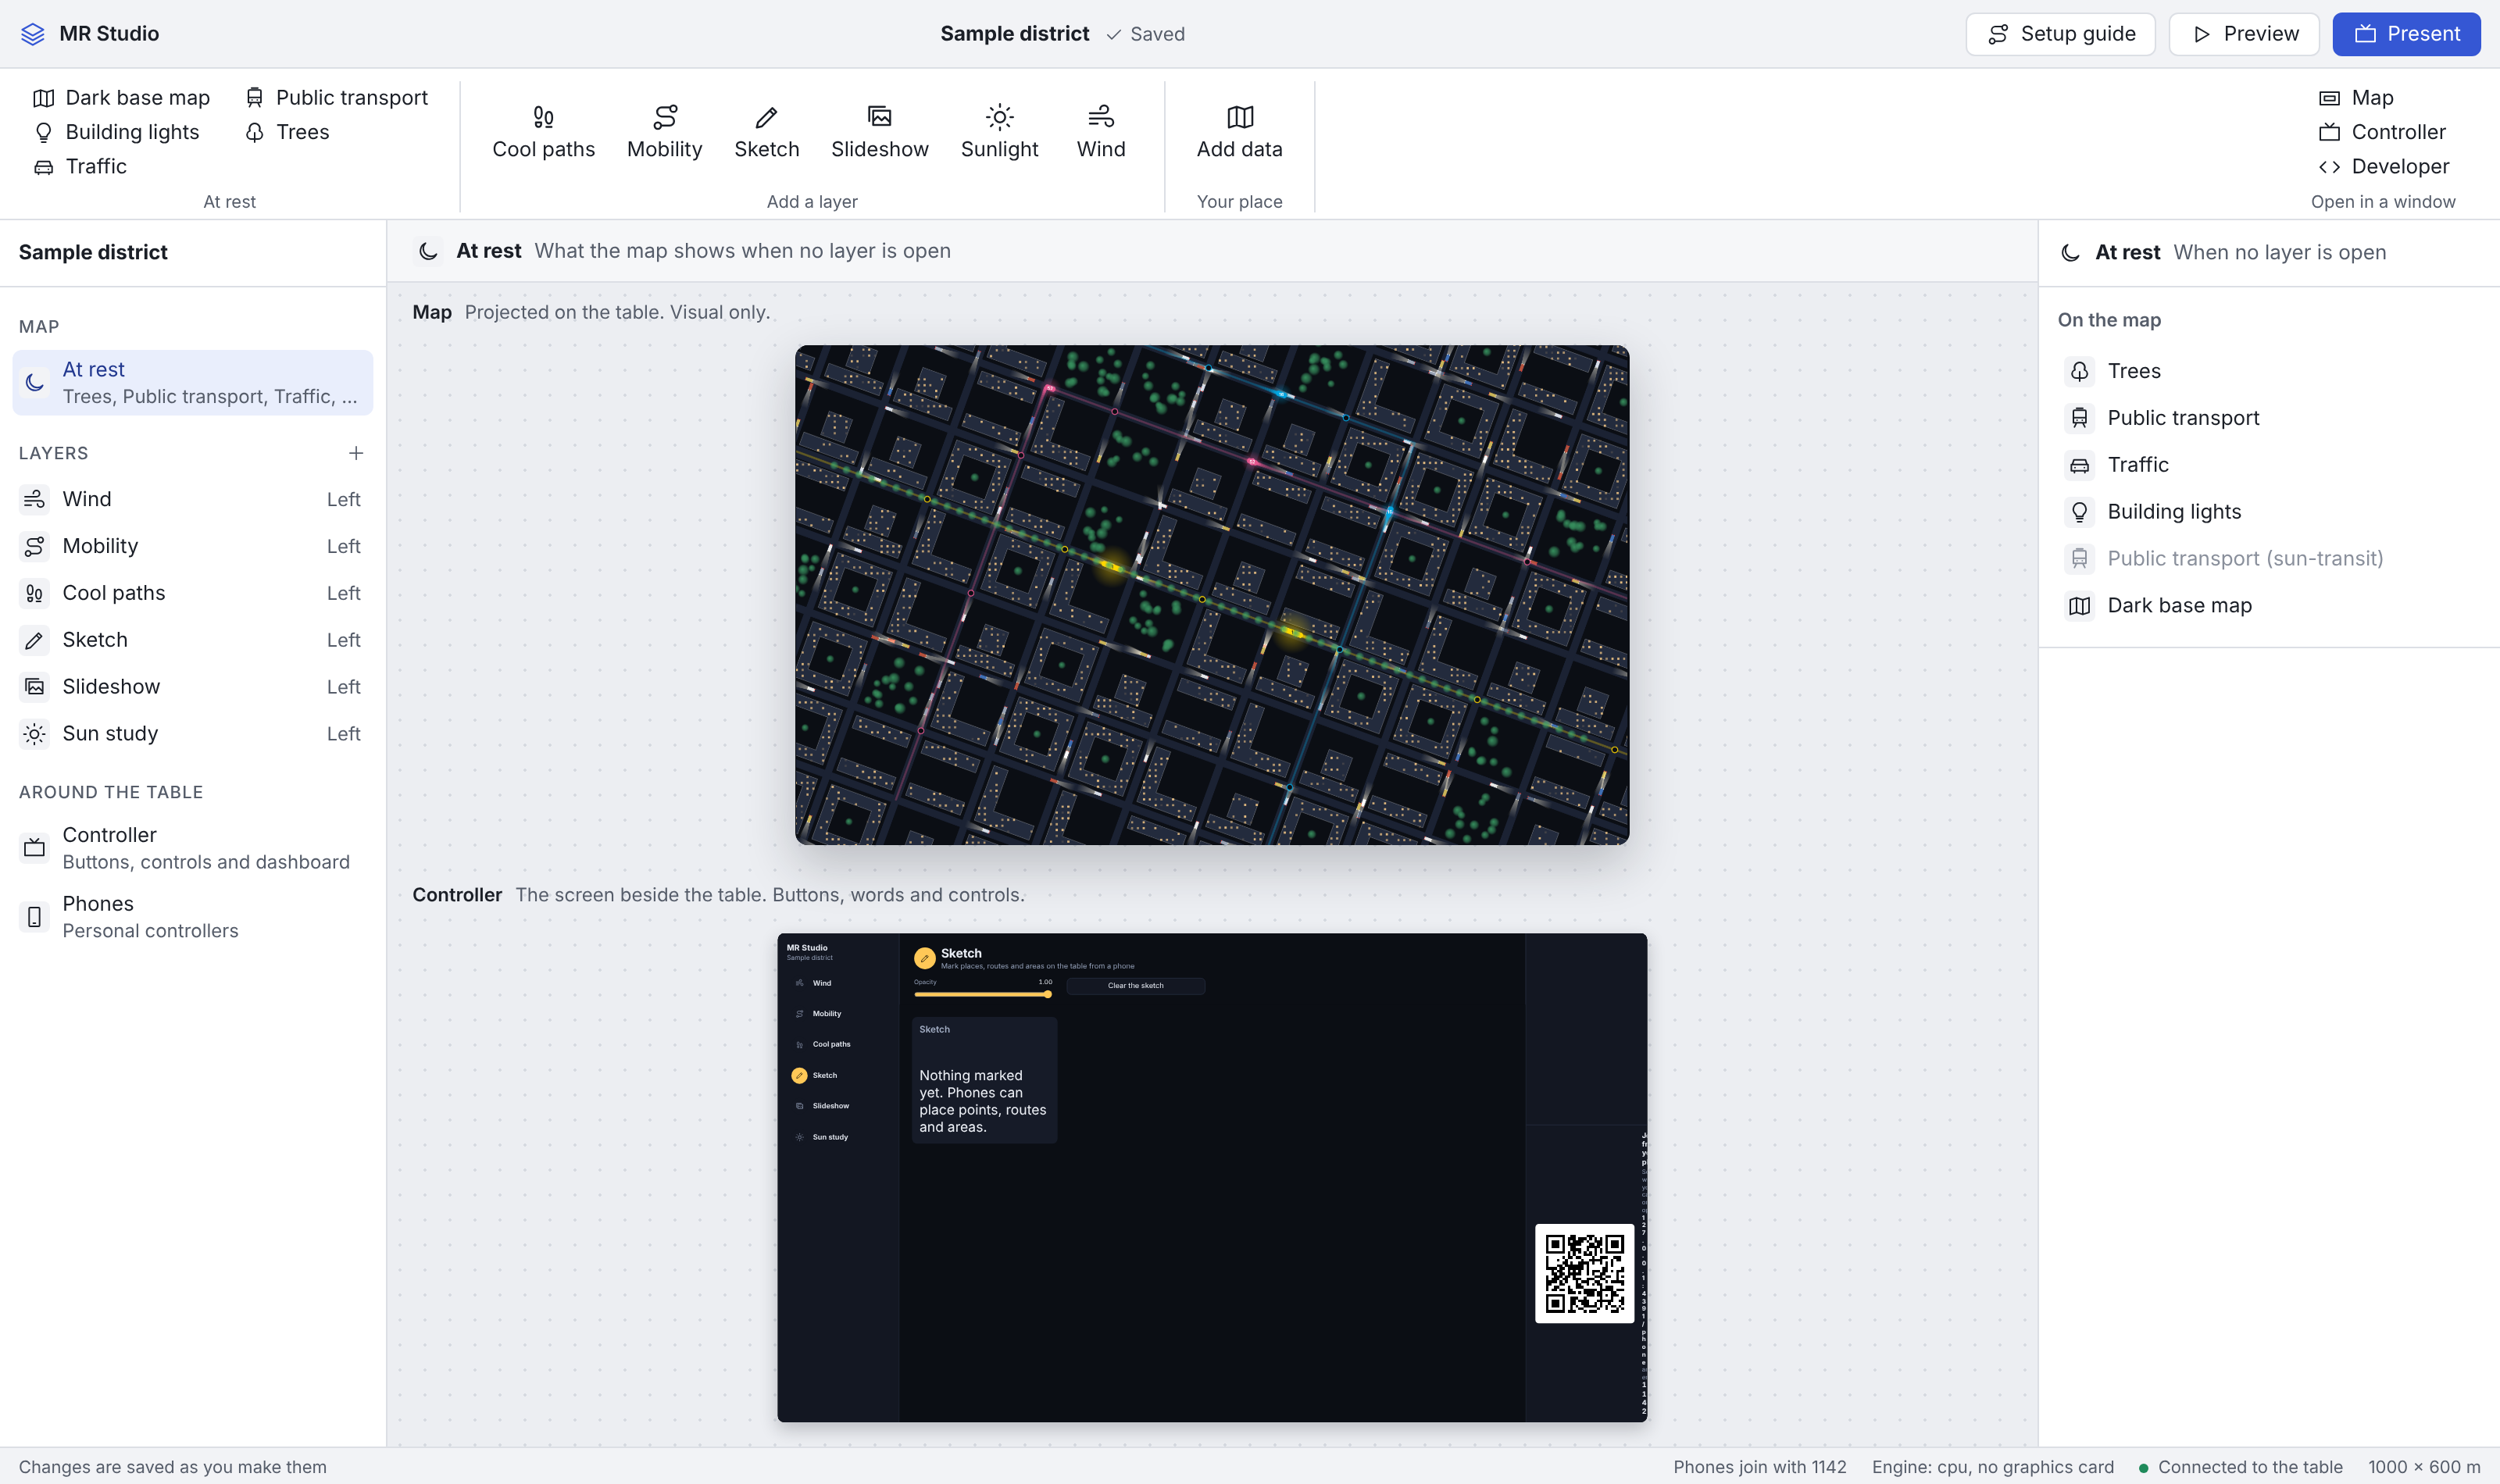 MR Studio
Sample district
Saved
Setup guide
Preview
Present
Dark base map
Public transport
Building lights
Trees
Traffic
At rest
Cool paths
Mobility
Sketch
Slideshow
Sunlight
Wind
Add a layer
Add data
Your place
Map
Controller
Developer
Open in a window
Sample district
MAP
At rest
Trees, Public transport, Traffic, ...
LAYERS
Wind Left
Mobility Left
Cool paths Left
Sketch Left
Slideshow Left
Sun study Left
AROUND THE TABLE
Controller
Buttons, controls and dashboard
Phones
Personal controllers
At rest What the map shows when no layer is open
Map Projected on the table. Visual only.
Controller The screen beside the table. Buttons, words and controls.
MR Studio
Sample district
Wind
Mobility
Cool paths
Sketch
Slideshow
Sun study
Sketch
Mark places, routes and areas on the table from a phone
Opacity 1.00
Clear the sketch
Sketch
Nothing marked
yet. Phones can
place points, routes
and areas.
At rest When no layer is open
On the map
Trees
Public transport
Traffic
Building lights
Public transport (sun-transit)
Dark base map
Changes are saved as you make them
Phones join with 1142
Engine: cpu, no graphics card
Connected to the table
1000 × 600 m